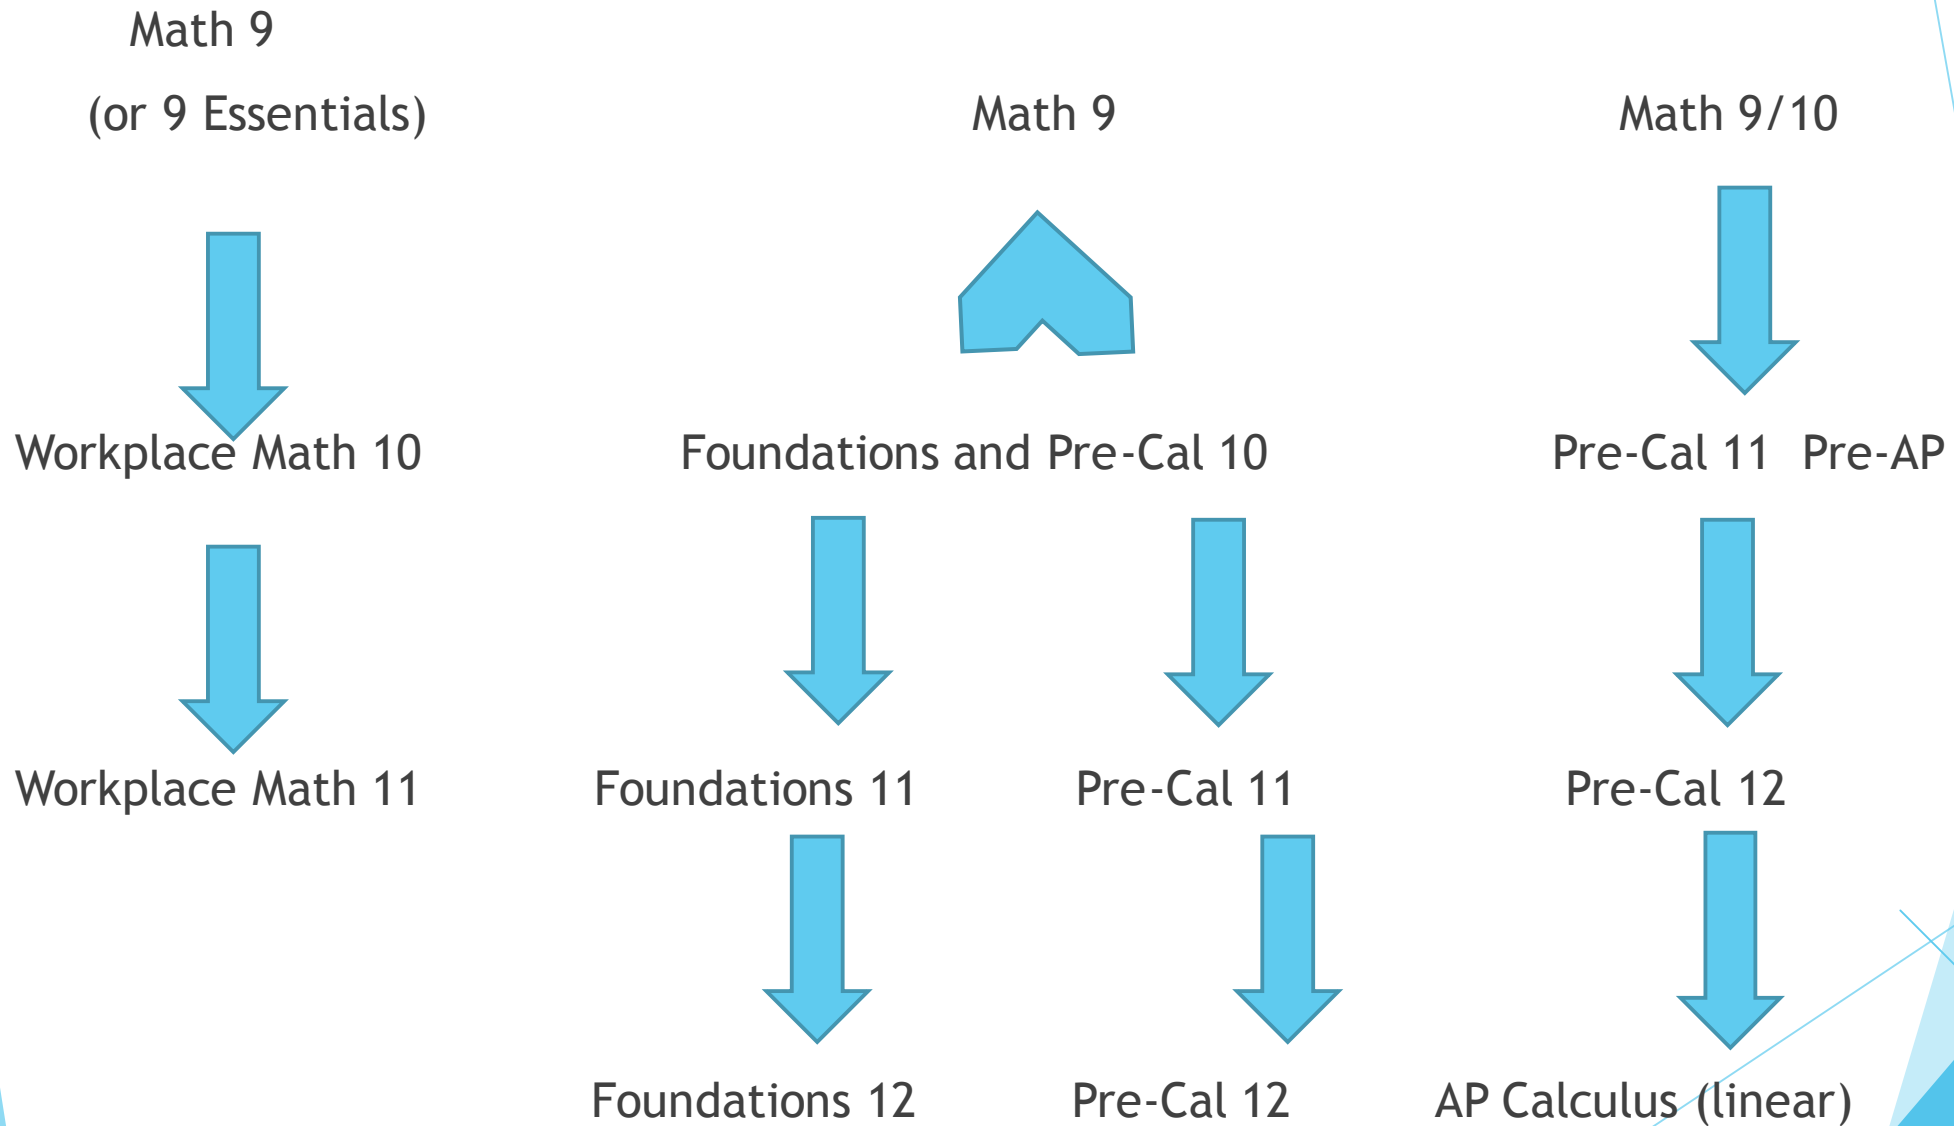 Math 9
(or 9 Essentials)
Math 9
Math 9/10
Workplace Math 10
Foundations and Pre-Cal 10
Pre-Cal 11 Pre-AP
Workplace Math 11
Foundations 11
Pre-Cal 11
Pre-Cal 12
Foundations 12
Pre-Cal 12
AP Calculus (linear)